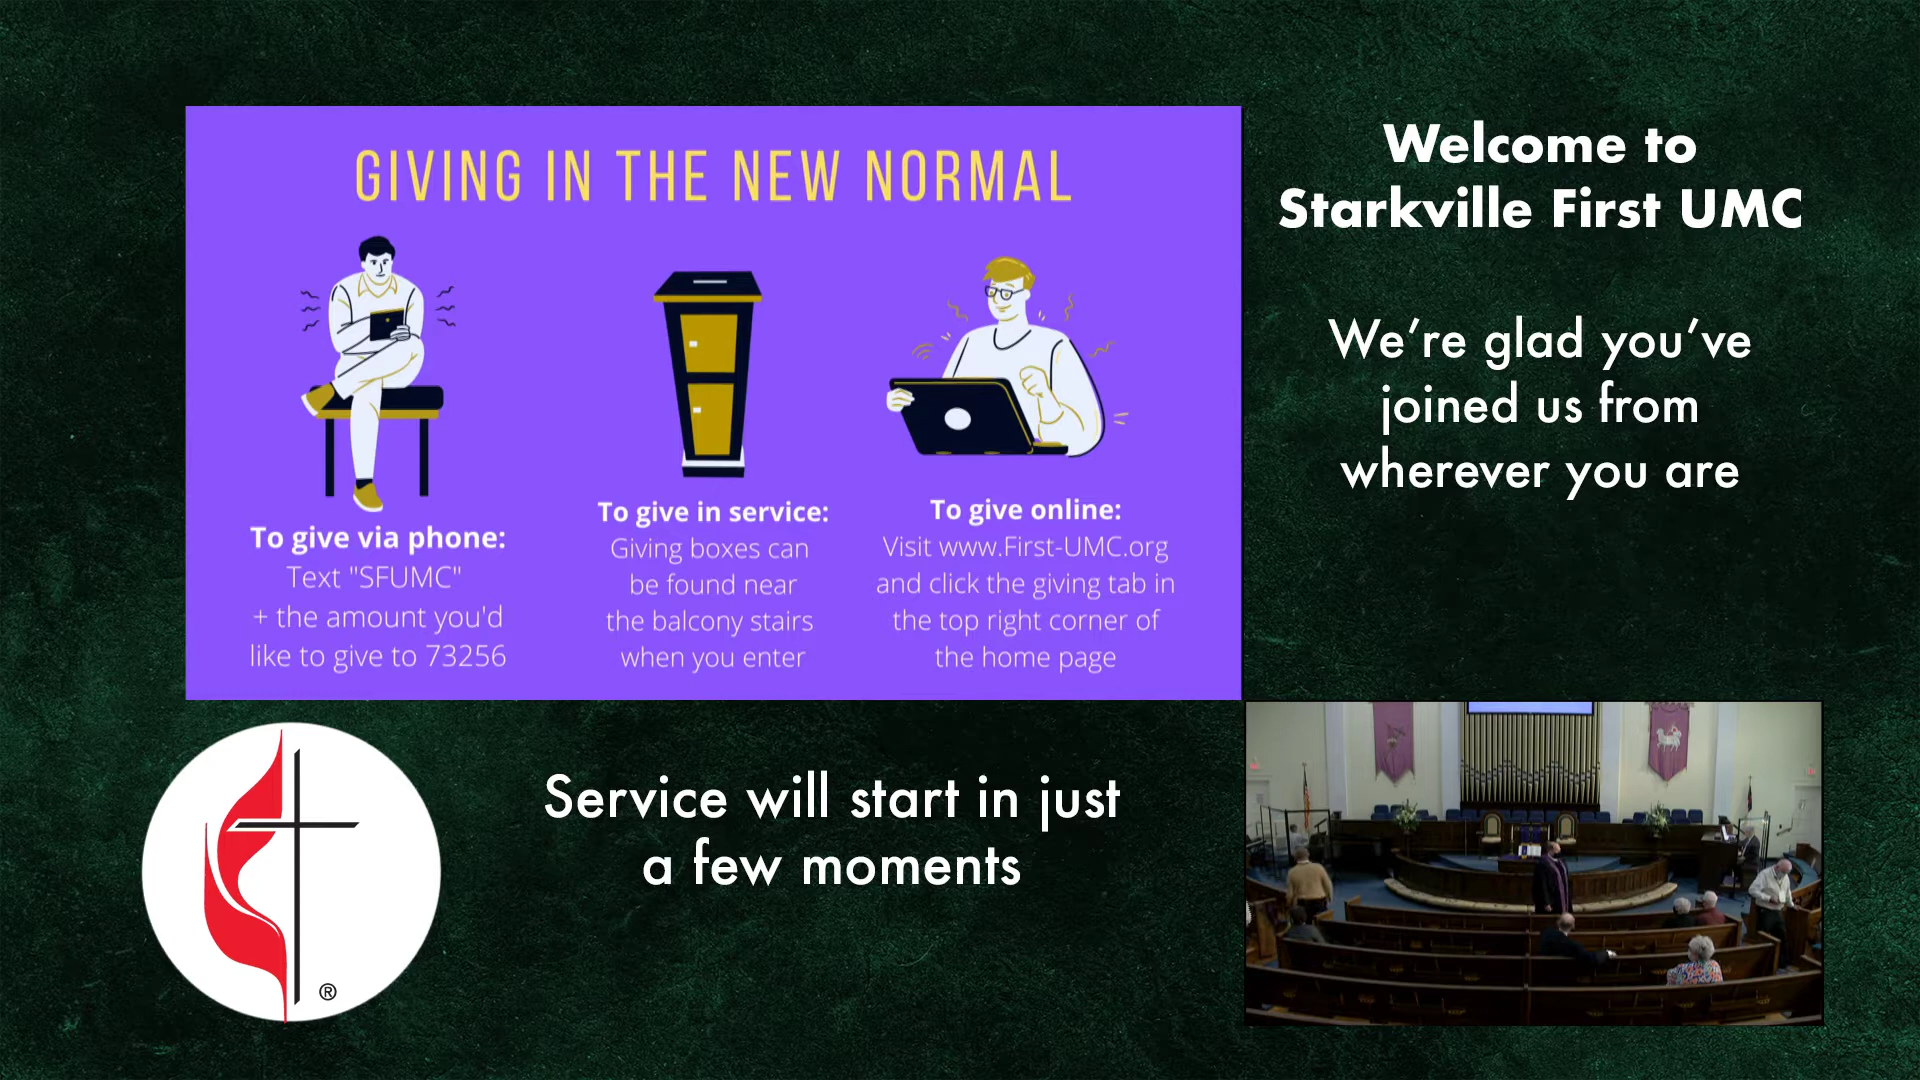 GIVING IN THE NEW NORMAL
To give via phone:
Text "SFUMC"
+ the amount you'd
like to give to 73256
To give in service:
Giving boxes can
be found near
the balcony stairs
when you enter
To give online:
Visit www.First-UMC.org
and click the giving tab in
the top right corner of
the home page
Welcome to
Starkville First UMC
We’re glad you’ve
joined us from
wherever you are
Service will start in just
a few moments
®